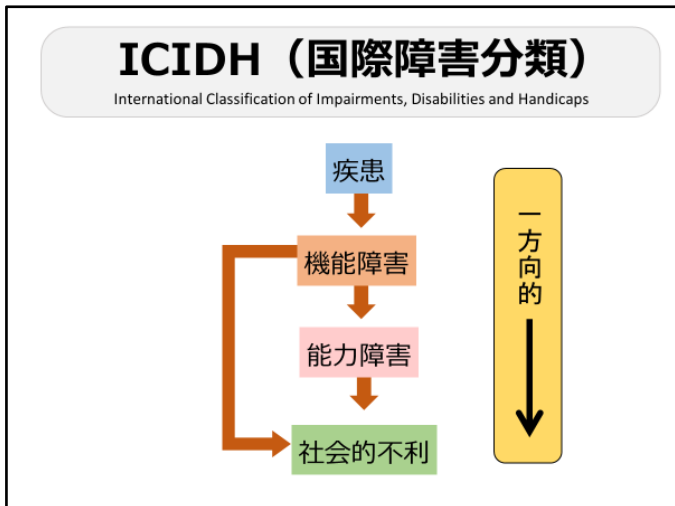 ICIDH（国際障害分類）
International Classification of Impairments, Disabilities and Handicaps
疾患
機能障害
能力障害
社会的不利
一方向的